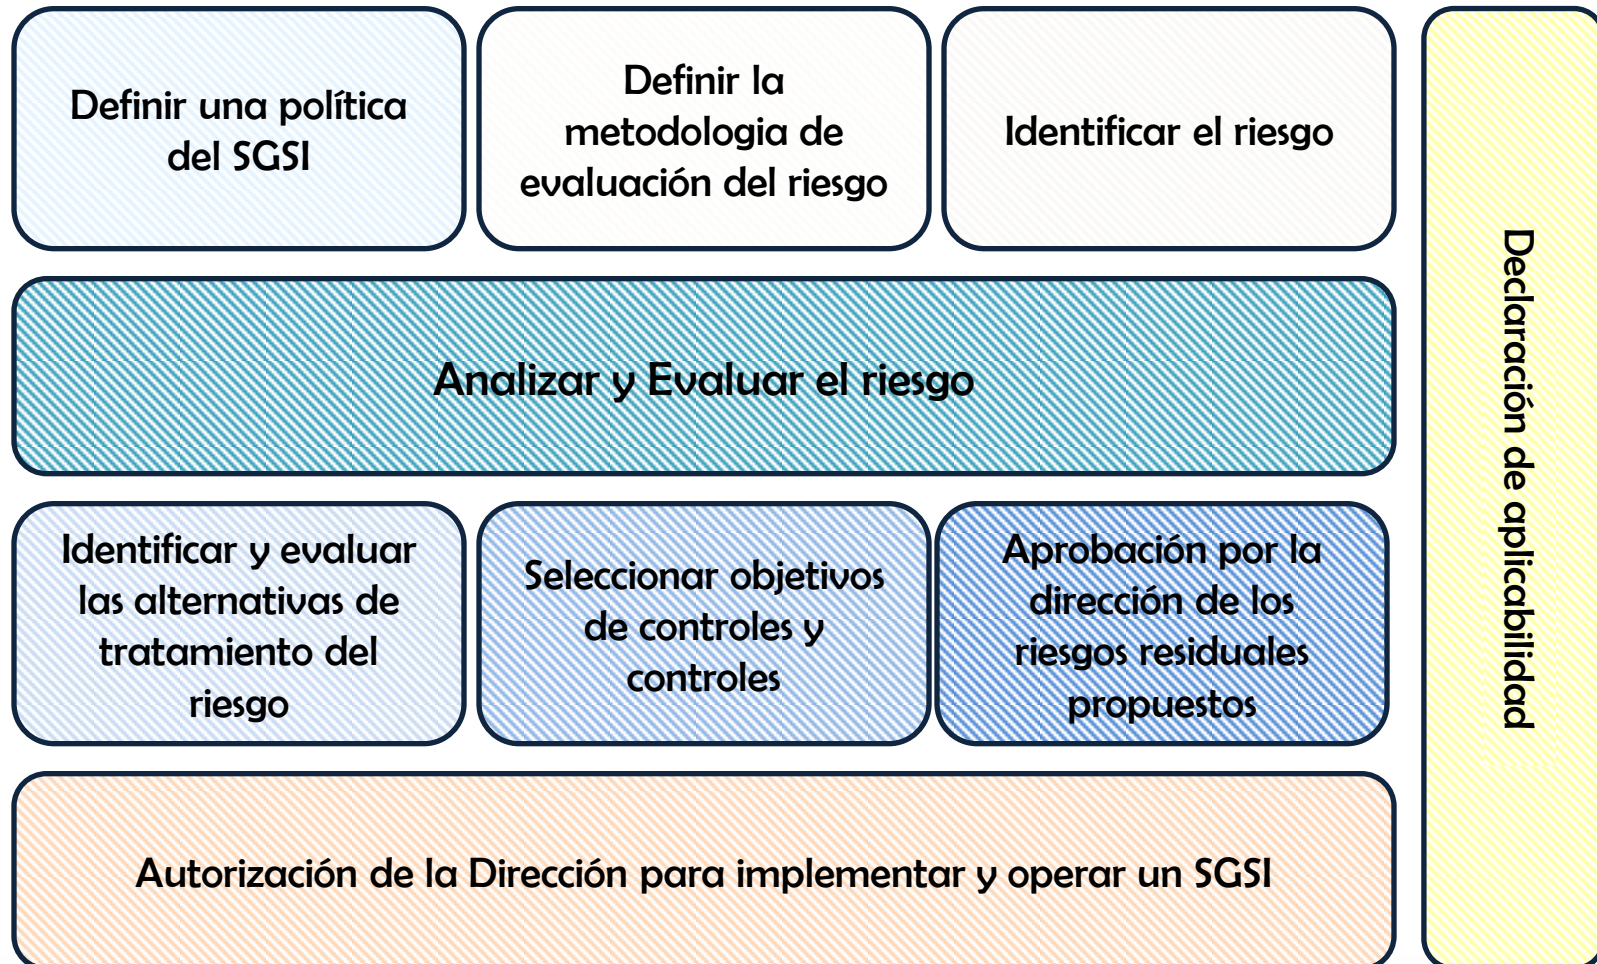 Definir una política
del SGSI
Definir la
metodologia de
evaluación del riesgo
Identificar el riesgo
Analizar y Evaluar el riesgo
Identificar y evaluar
las alternativas de
tratamiento del
riesgo
Seleccionar objetivos
de controles y
controles
Aprobación por la
dirección de los
riesgos residuales
propuestos
Autorización de la Dirección para implementar y operar un SGSI
Declaración de aplicabilidad